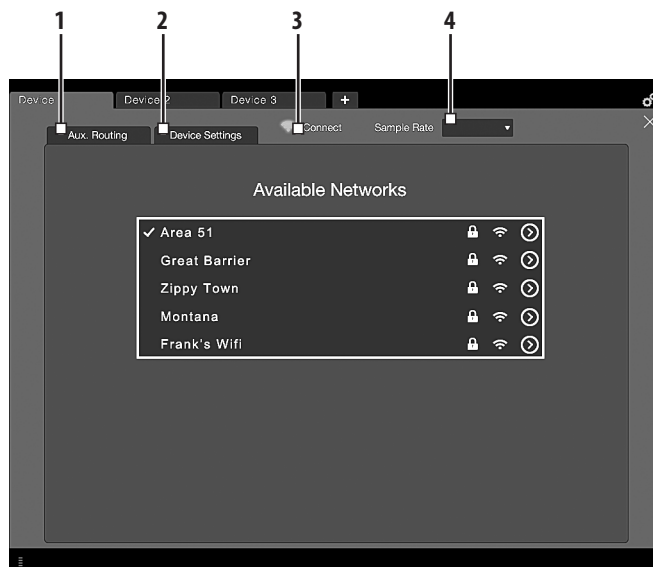 1 2 3 4
Device Device 2 Device 3 +
Aux. Routing Device Settings Connect Sample Rate
Available Networks
Area 51
Great Barrier
Zippy Town
Montana
Frank's Wifi